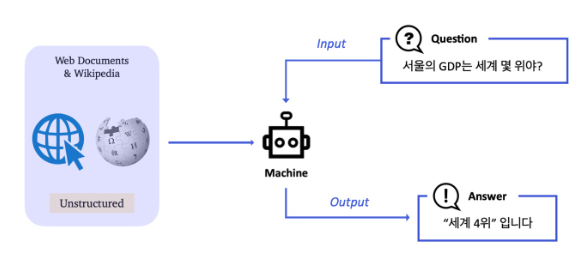 Web Documents
& Wikipedia
Unstructured
Input
Question
서울의 GDP는 세계 몇 위야?
Machine
Output
Answer
“세계 4위” 입니다